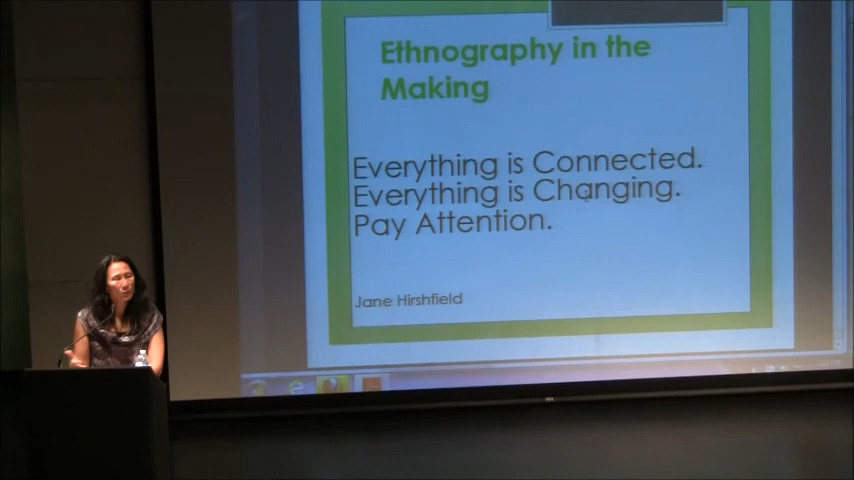 Ethnography in the
Making
Everything is Connected.
Everything is Changing.
Pay Attention.
Jane Hirshfield